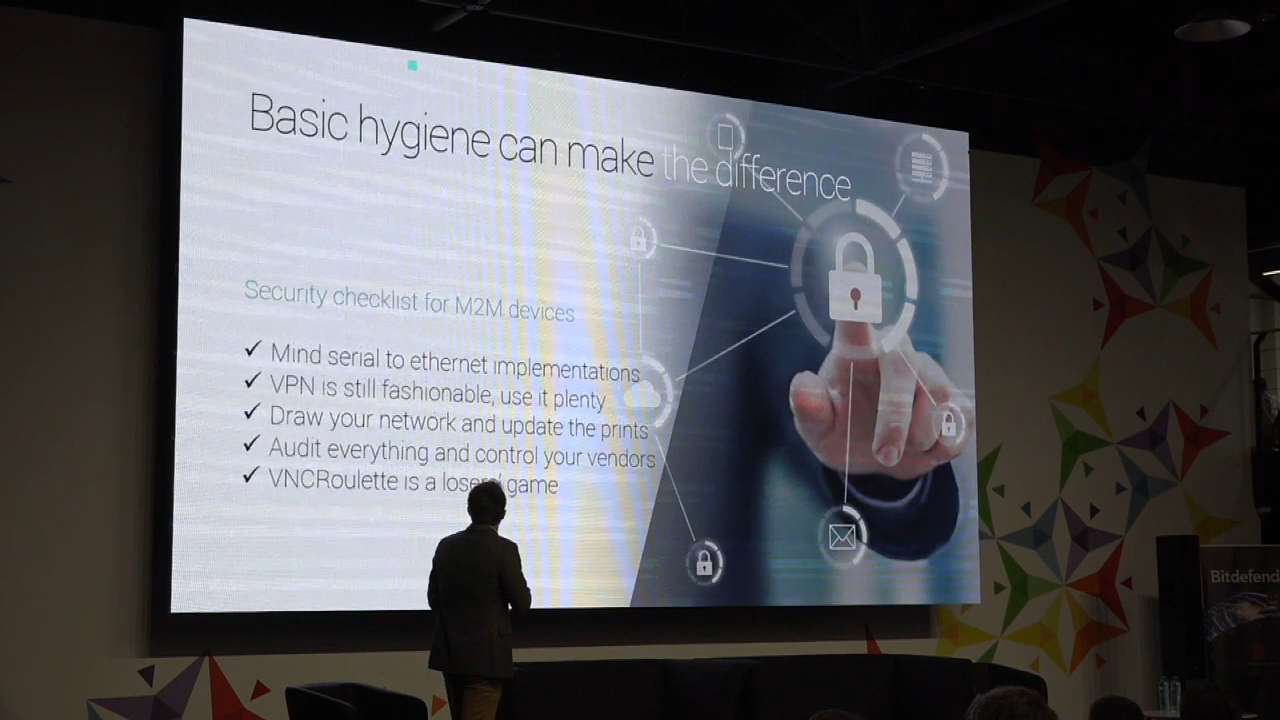 Basic hygiene can make the difference
Security checklist for M2M devices
✓ Mind serial to ethernet implementations
✓ VPN is still fashionable, use it plenty
✓ Draw your network and update the prints
✓ Audit everything and control your vendors
✓ VNCRoulette is a game
Bitdefend